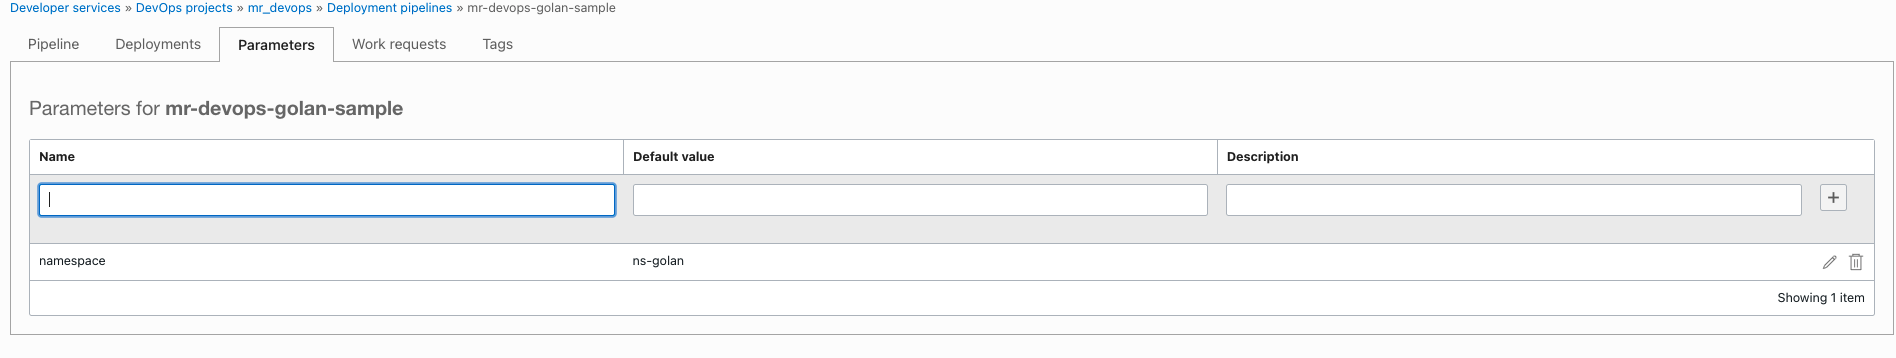 Developer services » DevOps projects » mr_devops » Deployment pipelines » mr-devops-golan-sample
Pipeline Deployments Parameters Work requests Tags
Parameters for mr-devops-golan-sample
Name Default value Description
namespace ns-golan
Showing 1 item